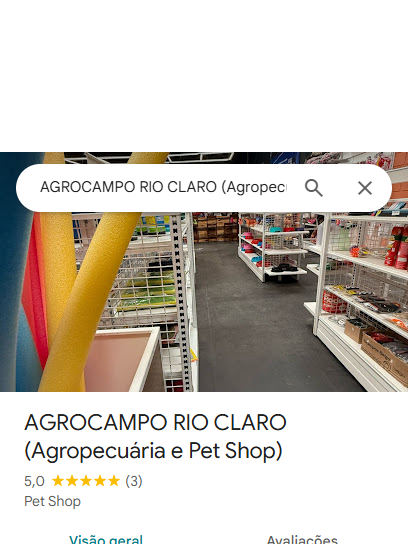 AGROCAMPO RIO CLARO (Agropecu
AGROCAMPO RIO CLARO
(Agropecuária e Pet Shop)
5,0 (3)
Pet Shop
Visão geral Avaliações